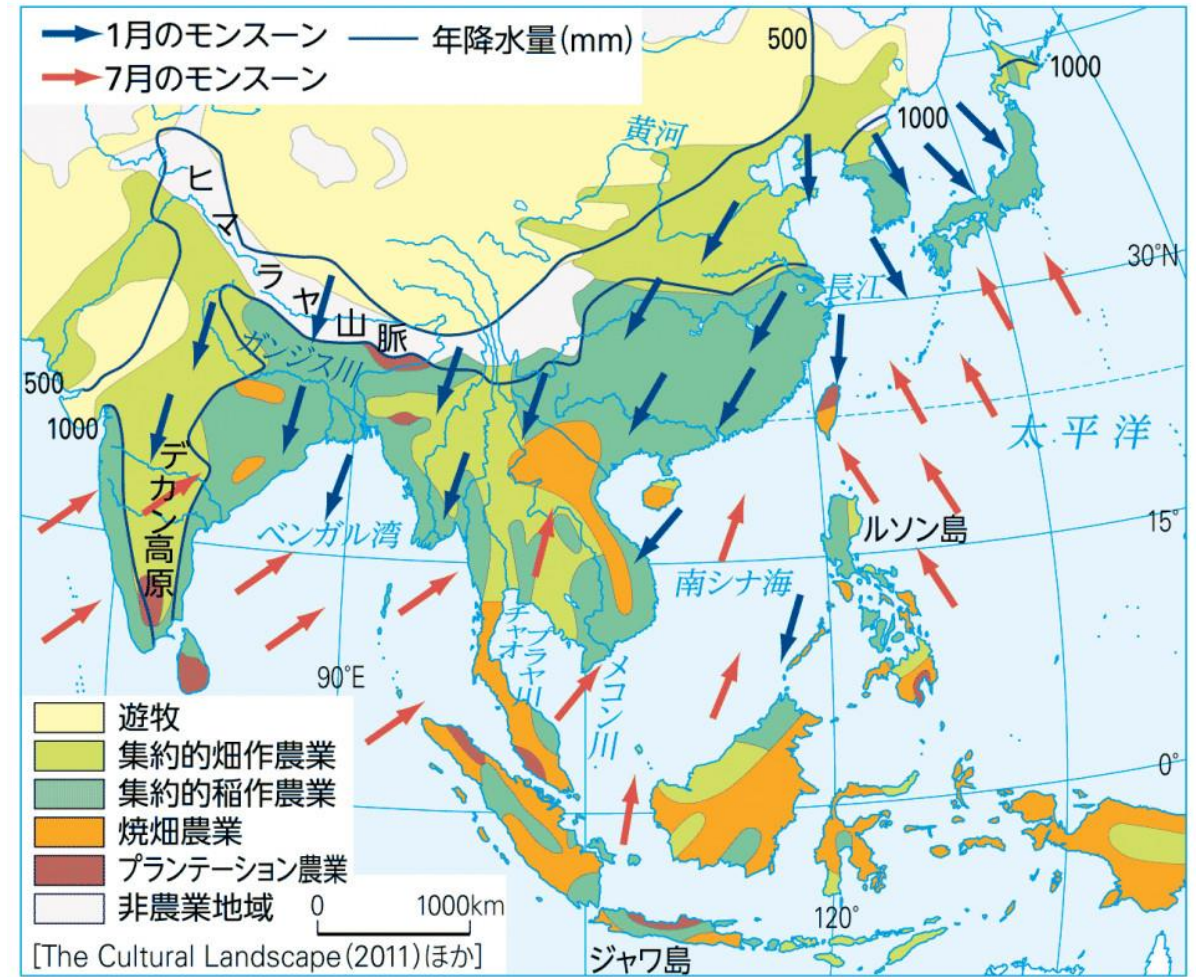 1月のモンスーン
年降水量(mm)
7月のモンスーン
500
1000
1000
黄河
ヒマラヤ山脈
30°N
長江
ガンジス川
500
1000
太平洋
デカン高原
ベンガル湾
ルソン島
15°
南シナ海
チャオプラヤ川
メコン川
90°E
0°
遊牧
集約的畑作農業
集約的稲作農業
焼畑農業
プランテーション農業
非農業地域
0 1000km
120°
ジャワ島
[The Cultural Landscape(2011)ほか]